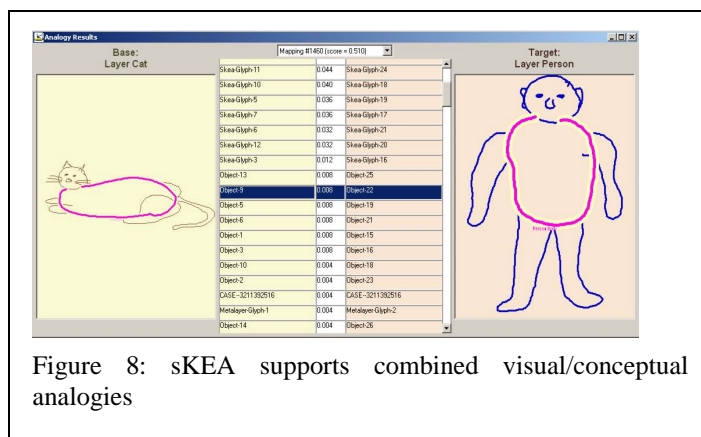 Analogy Results
Base:
Layer Cat
Mapping #1460 (score = 0.510)
Target:
Layer Person
Skea-Glyph-11 0.044 Skea-Glyph-24
Skea-Glyph-10 0.040 Skea-Glyph-18
Skea-Glyph-5 0.036 Skea-Glyph-19
Skea-Glyph-7 0.036 Skea-Glyph-17
Skea-Glyph-6 0.032 Skea-Glyph-21
Skea-Glyph-12 0.032 Skea-Glyph-20
Skea-Glyph-3 0.012 Skea-Glyph-16
Object-13 0.008 Object-25
Object-9 0.008 Object-22
Object-5 0.008 Object-19
Object-6 0.008 Object-21
Object-1 0.008 Object-15
Object-3 0.008 Object-16
Object-10 0.004 Object-18
Object-2 0.004 Object-23
CASE--3211392516 0.004 CASE--3211392516
Metalayer-Glyph-1 0.004 Metalayer-Glyph-2
Object-14 0.004 Object-26
Figure 8: sKEA supports combined visual/conceptual
analogies